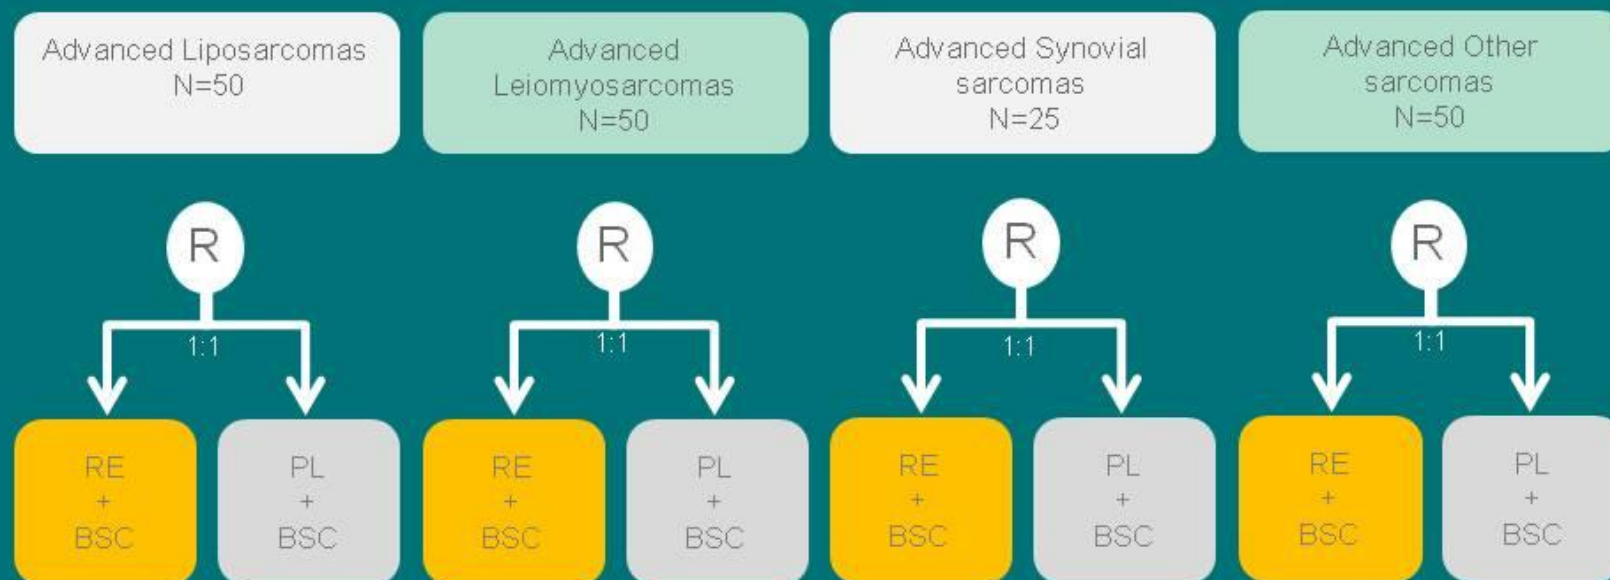 Advanced Liposarcomas
N=50
Advanced
Leiomyosarcomas
N=50
Advanced Synovial
sarcomas
N=25
Advanced Other
sarcomas
N=50
R
R
R
R
1:1
1:1
1:1
1:1
RE
+
BSC
PL
+
BSC
RE
+
BSC
PL
+
BSC
RE
+
BSC
PL
+
BSC
RE
+
BSC
PL
+
BSC